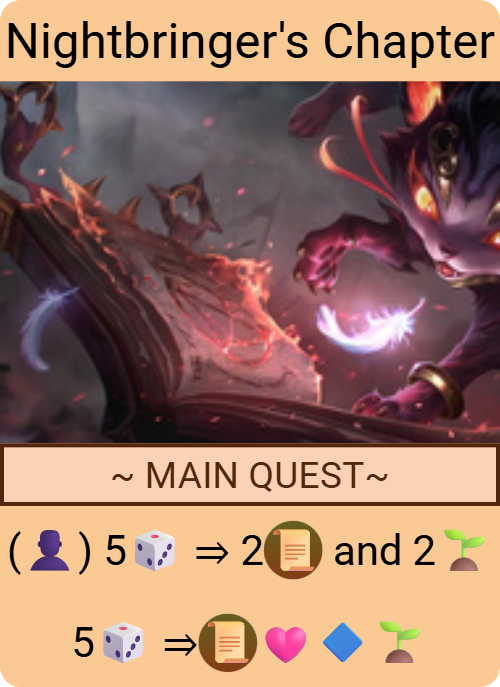 Nightbringer's Chapter
~ MAIN QUEST~
(👤) 5🎲 ⇒ 2📜 and 2🌱
5🎲 ⇒📜💗🔷🌱